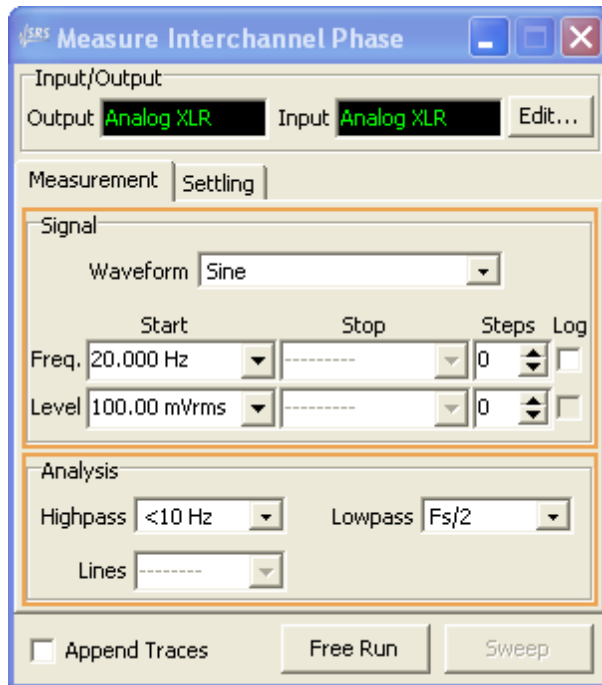 SRS Measure Interchannel Phase
Input/Output
Output Analog XLR Input Analog XLR Edit...
Measurement Settling
Signal
Waveform Sine
Start Stop Steps Log
Freq. 20.000 Hz --------- 0
Level 100.00 mVrms --------- 0
Analysis
Highpass <10 Hz Lowpass Fs/2
Lines --------
Append Traces Free Run Sweep